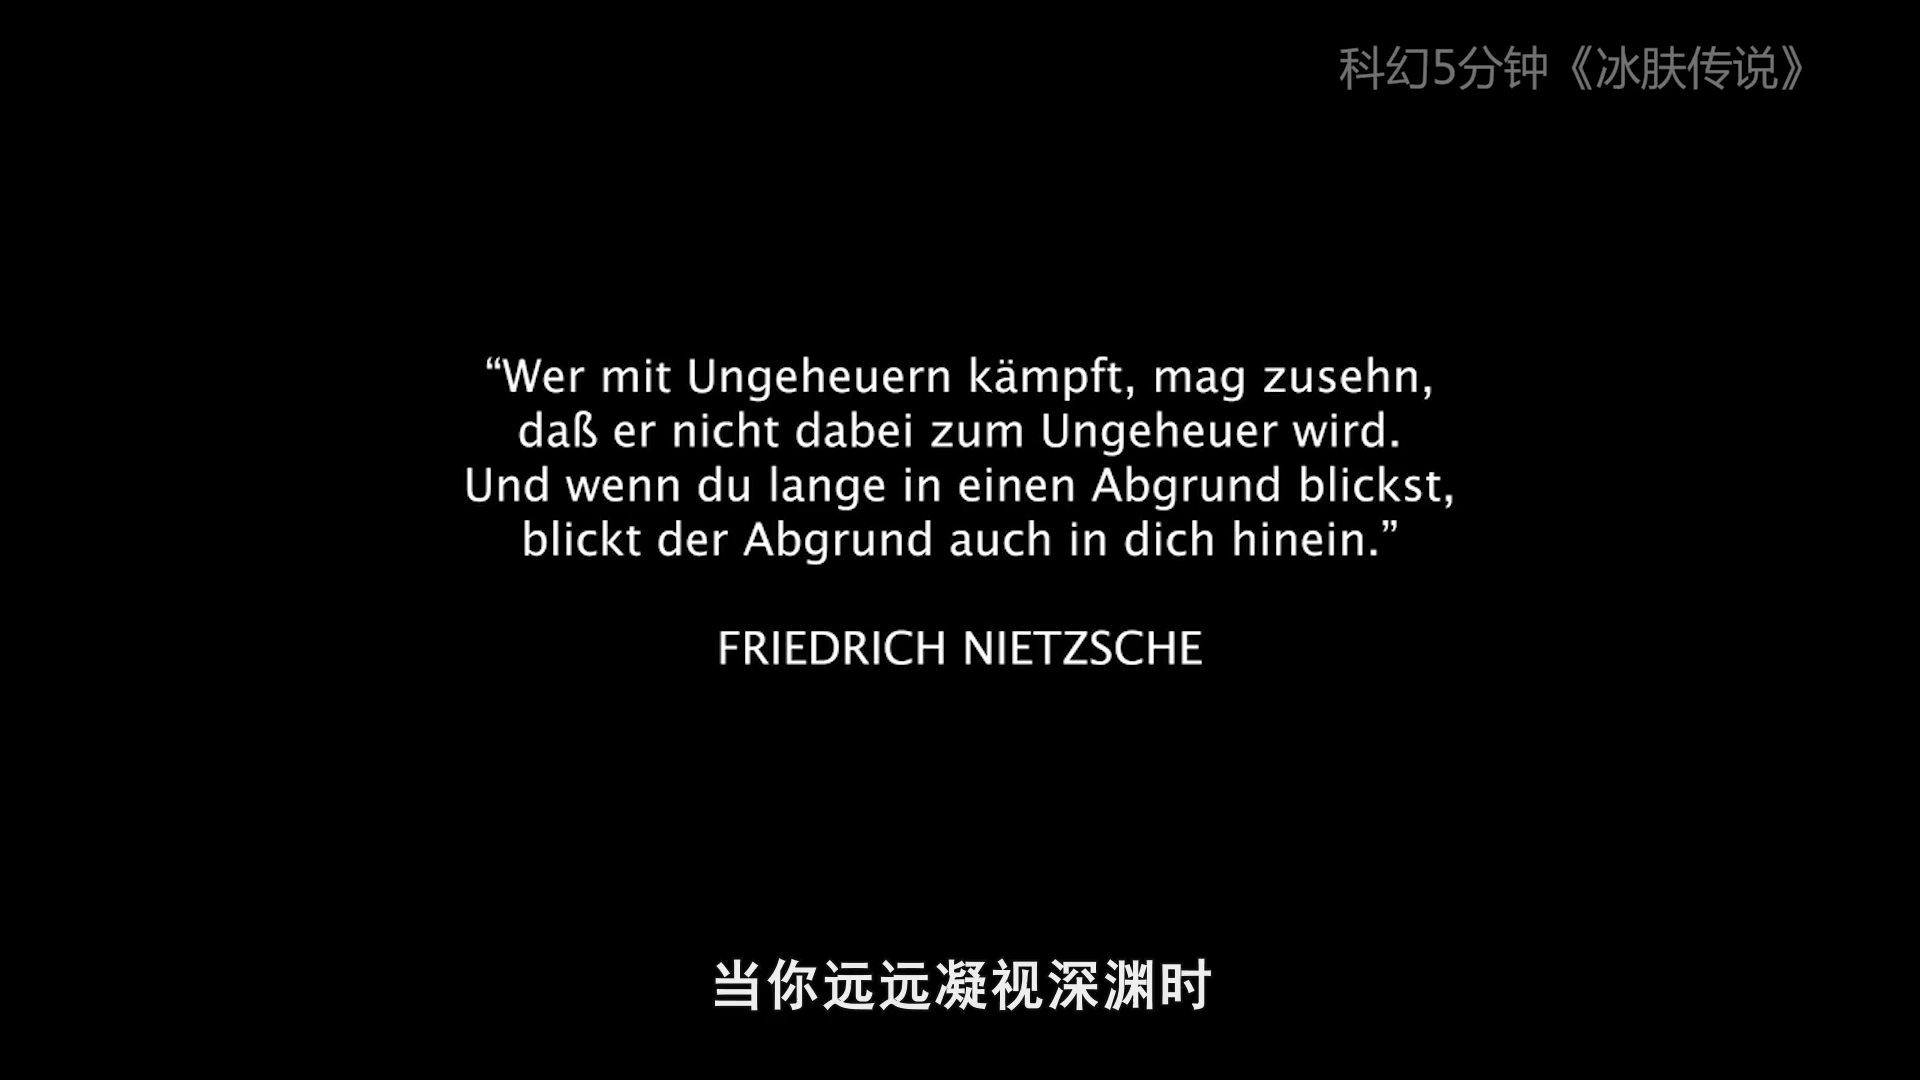 科幻5分钟《冰肤传说》
“Wer mit Ungeheuern kämpft, mag zusehn,
daß er nicht dabei zum Ungeheuer wird.
Und wenn du lange in einen Abgrund blickst,
blickt der Abgrund auch in dich hinein.”
FRIEDRICH NIETZSCHE
当你远远凝视深渊时